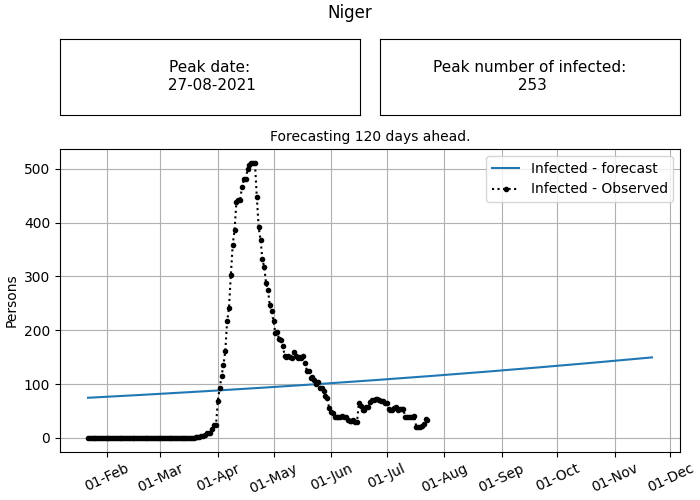 Niger
Peak date:
27-08-2021
Peak number of infected:
253
Forecasting 120 days ahead.
Infected - forecast
Infected - Observed
500
400
300
200
100
0
Persons
01-Feb
01-Mar
01-Apr
01-May
01-Jun
01-Jul
01-Aug
01-Sep
01-Oct
01-Nov
01-Dec